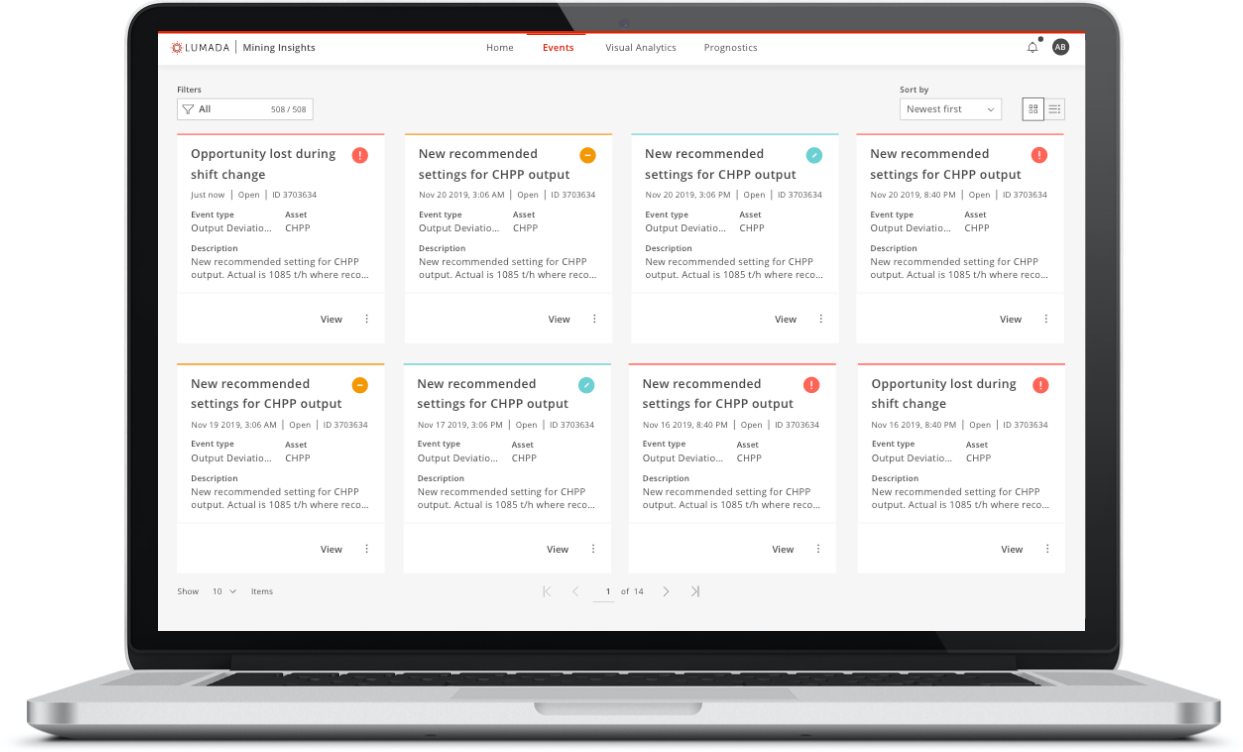 LUMADA | Mining Insights
Home
Events
Visual Analytics
Prognostics
AB
Filters
All
508 / 508
Sort by
Newest first
Opportunity lost during
shift change
Just now | Open | ID 3703634
Event type Asset
Output Deviatio... CHPP
Description
New recommended setting for CHPP
output. Actual is 1085 t/h where reco...
View
New recommended
settings for CHPP output
Nov 20 2019, 3:06 AM | Open | ID 3703634
Event type Asset
Output Deviatio... CHPP
Description
New recommended setting for CHPP
output. Actual is 1085 t/h where reco...
View
New recommended
settings for CHPP output
Nov 20 2019, 3:06 PM | Open | ID 3703634
Event type Asset
Output Deviatio... CHPP
Description
New recommended setting for CHPP
output. Actual is 1085 t/h where reco...
View
New recommended
settings for CHPP output
Nov 20 2019, 8:40 PM | Open | ID 3703634
Event type Asset
Output Deviatio... CHPP
Description
New recommended setting for CHPP
output. Actual is 1085 t/h where reco...
View
New recommended
settings for CHPP output
Nov 19 2019, 3:06 AM | Open | ID 3703634
Event type Asset
Output Deviatio... CHPP
Description
New recommended setting for CHPP
output. Actual is 1085 t/h where reco...
View
New recommended
settings for CHPP output
Nov 17 2019, 3:06 PM | Open | ID 3703634
Event type Asset
Output Deviatio... CHPP
Description
New recommended setting for CHPP
output. Actual is 1085 t/h where reco...
View
New recommended
settings for CHPP output
Nov 16 2019, 8:40 PM | Open | ID 3703634
Event type Asset
Output Deviatio... CHPP
Description
New recommended setting for CHPP
output. Actual is 1085 t/h where reco...
View
Opportunity lost during
shift change
Nov 16 2019, 8:40 PM | Open | ID 3703634
Event type Asset
Output Deviatio... CHPP
Description
New recommended setting for CHPP
output. Actual is 1085 t/h where reco...
View
Show 10 Items
1 of 14